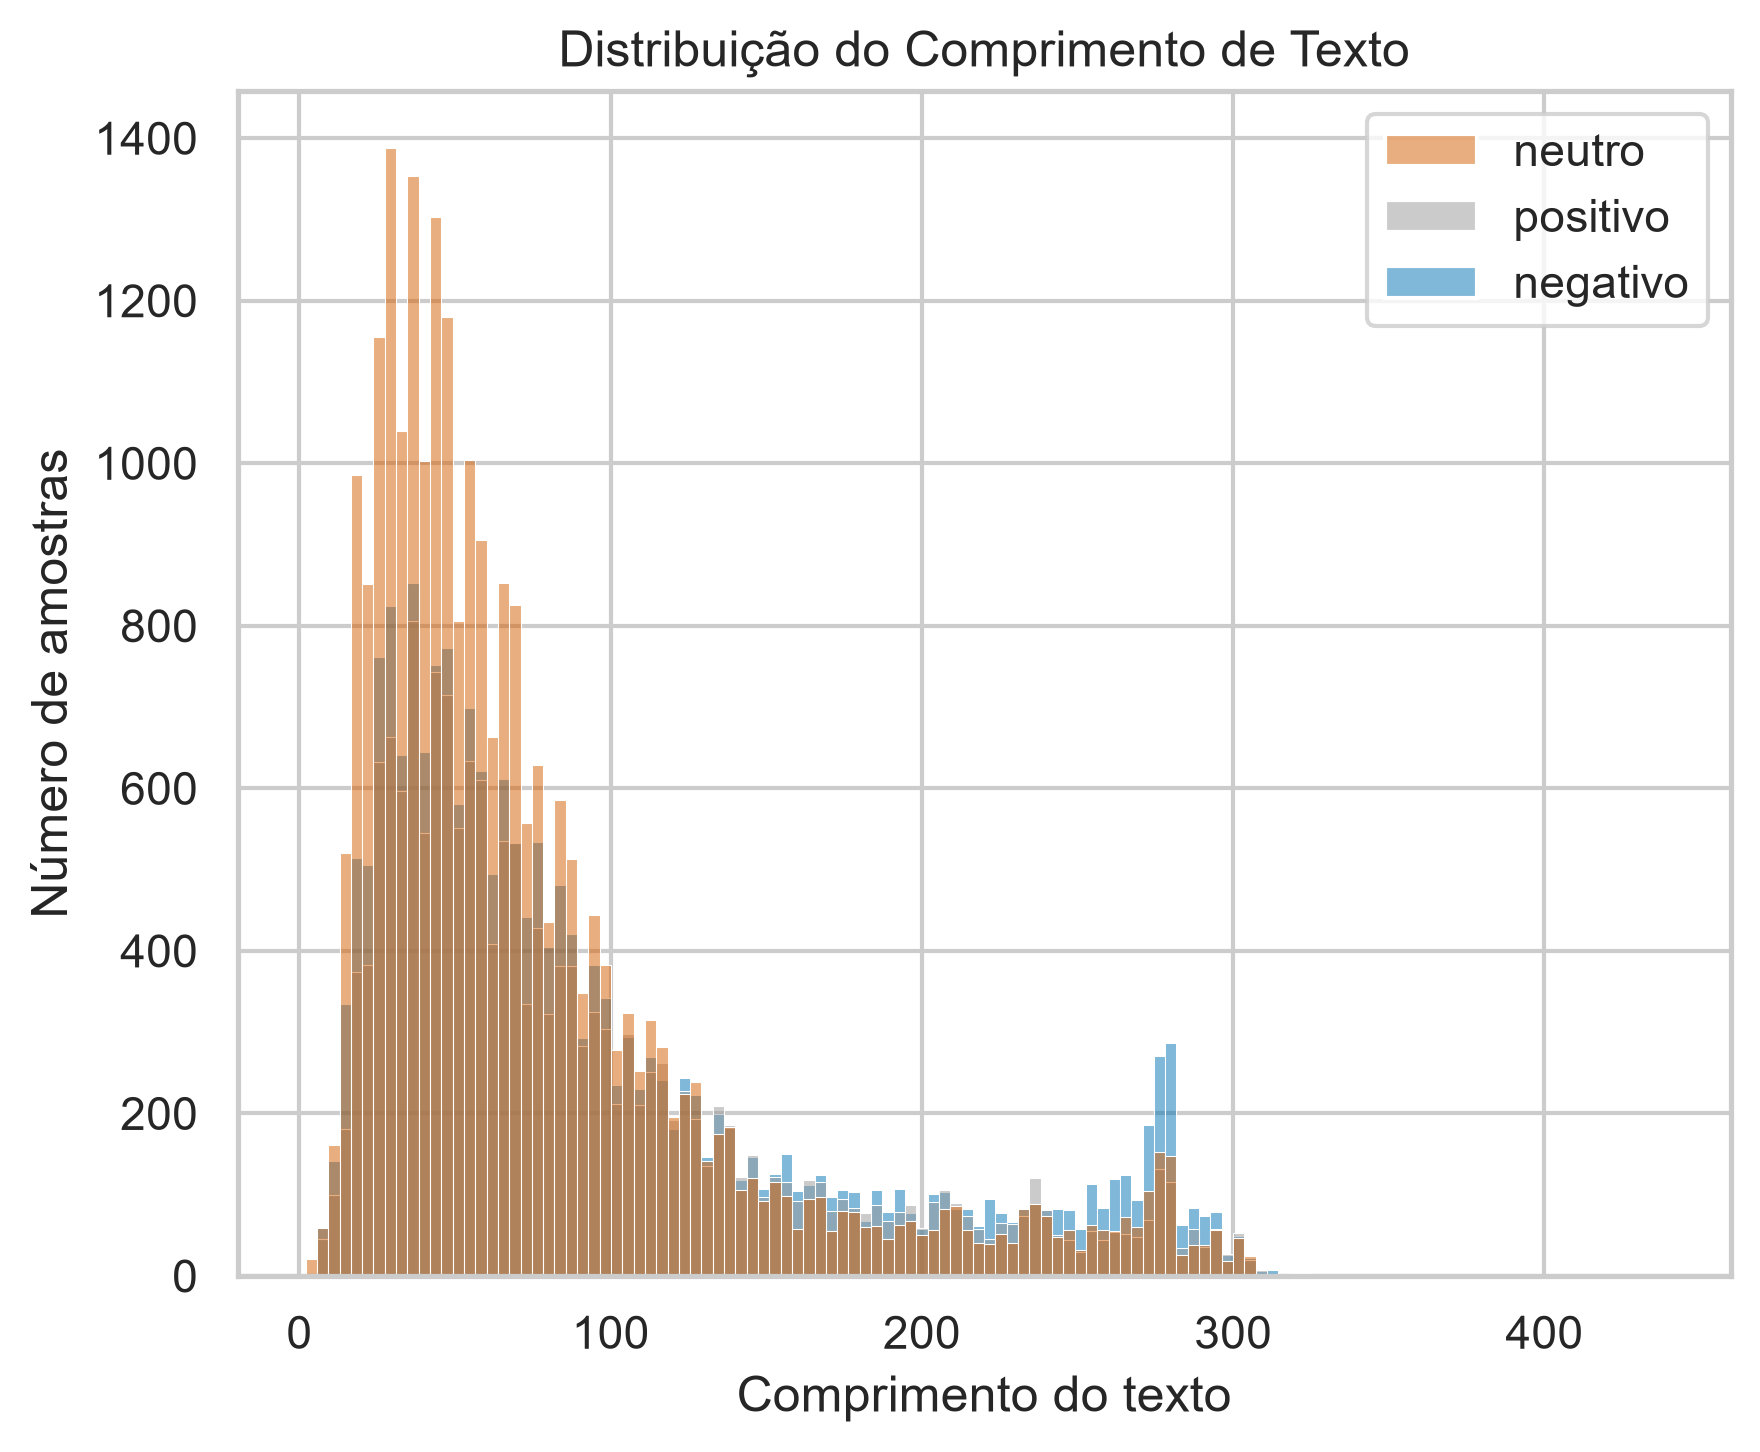 Distribuição do Comprimento de Texto
neutro
positivo
negativo
Número de amostras
1400
1200
1000
800
600
400
200
0
0 100 200 300 400
Comprimento do texto